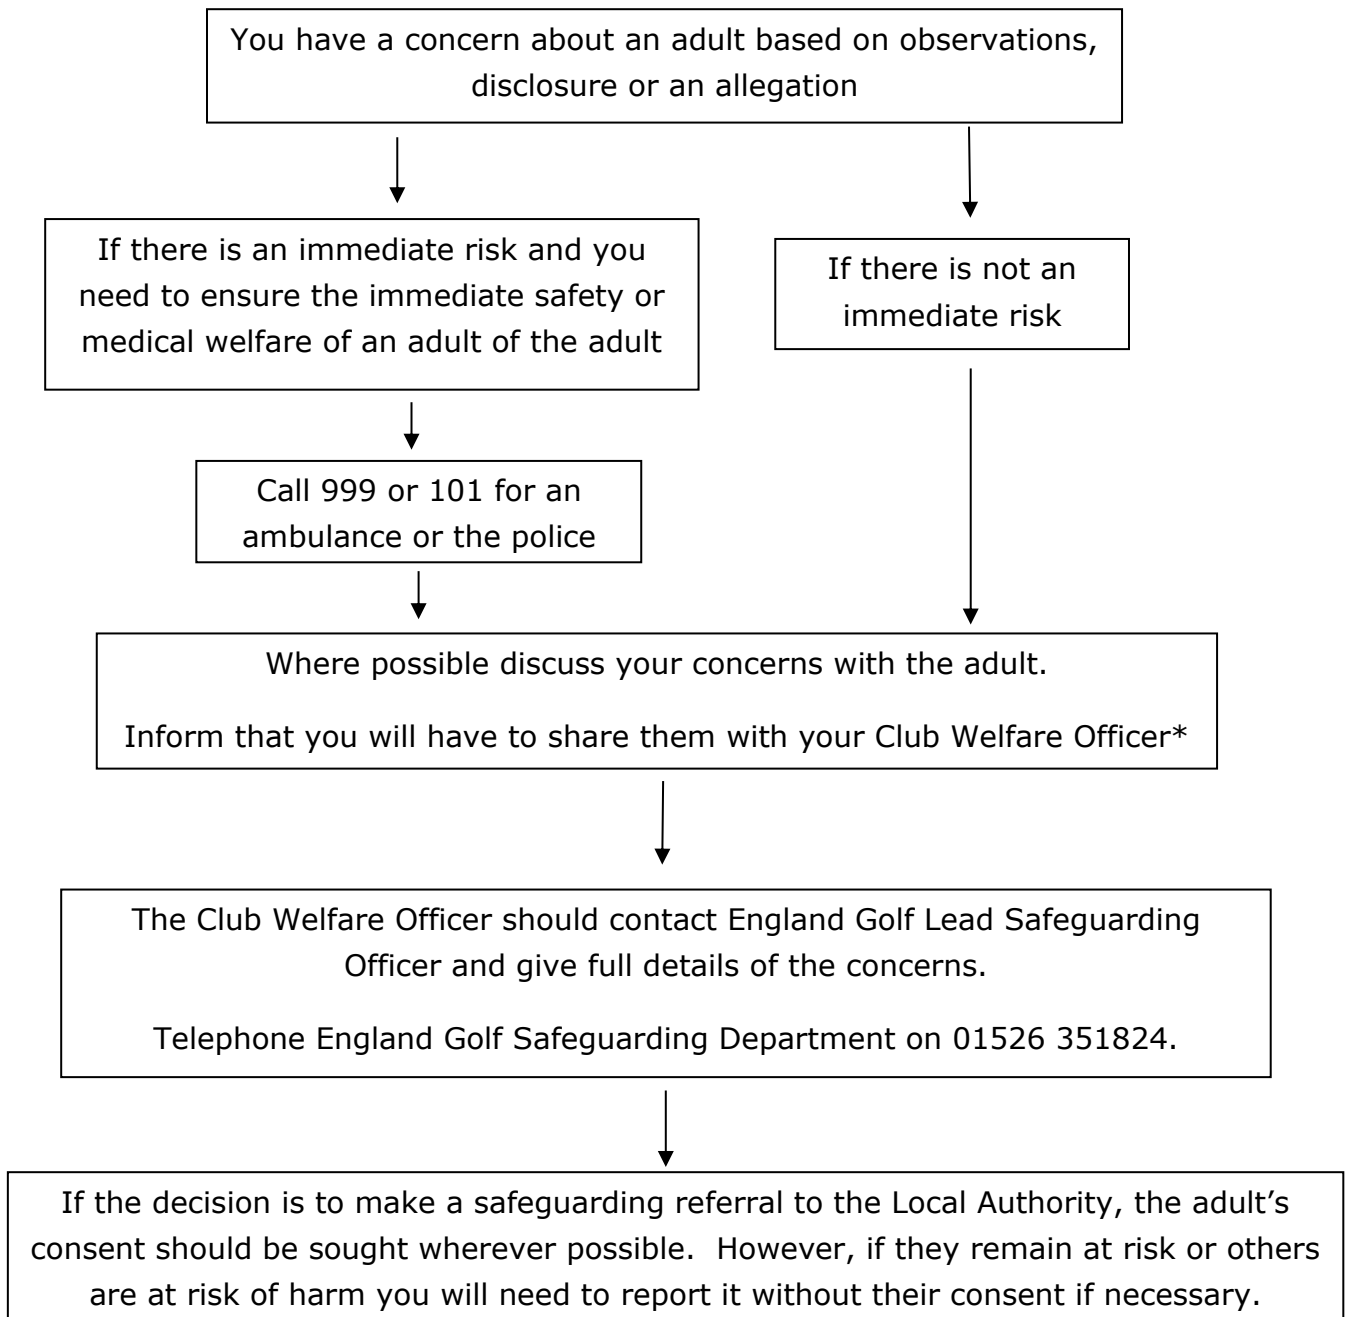 You have a concern about an adult based on observations,
disclosure or an allegation
If there is an immediate risk and you
need to ensure the immediate safety or
medical welfare of an adult of the adult
If there is not an
immediate risk
Call 999 or 101 for an
ambulance or the police
Where possible discuss your concerns with the adult.
Inform that you will have to share them with your Club Welfare Officer*
The Club Welfare Officer should contact England Golf Lead Safeguarding
Officer and give full details of the concerns.
Telephone England Golf Safeguarding Department on 01526 351824.
If the decision is to make a safeguarding referral to the Local Authority, the adult’s
consent should be sought wherever possible.  However, if they remain at risk or others
are at risk of harm you will need to report it without their consent if necessary.